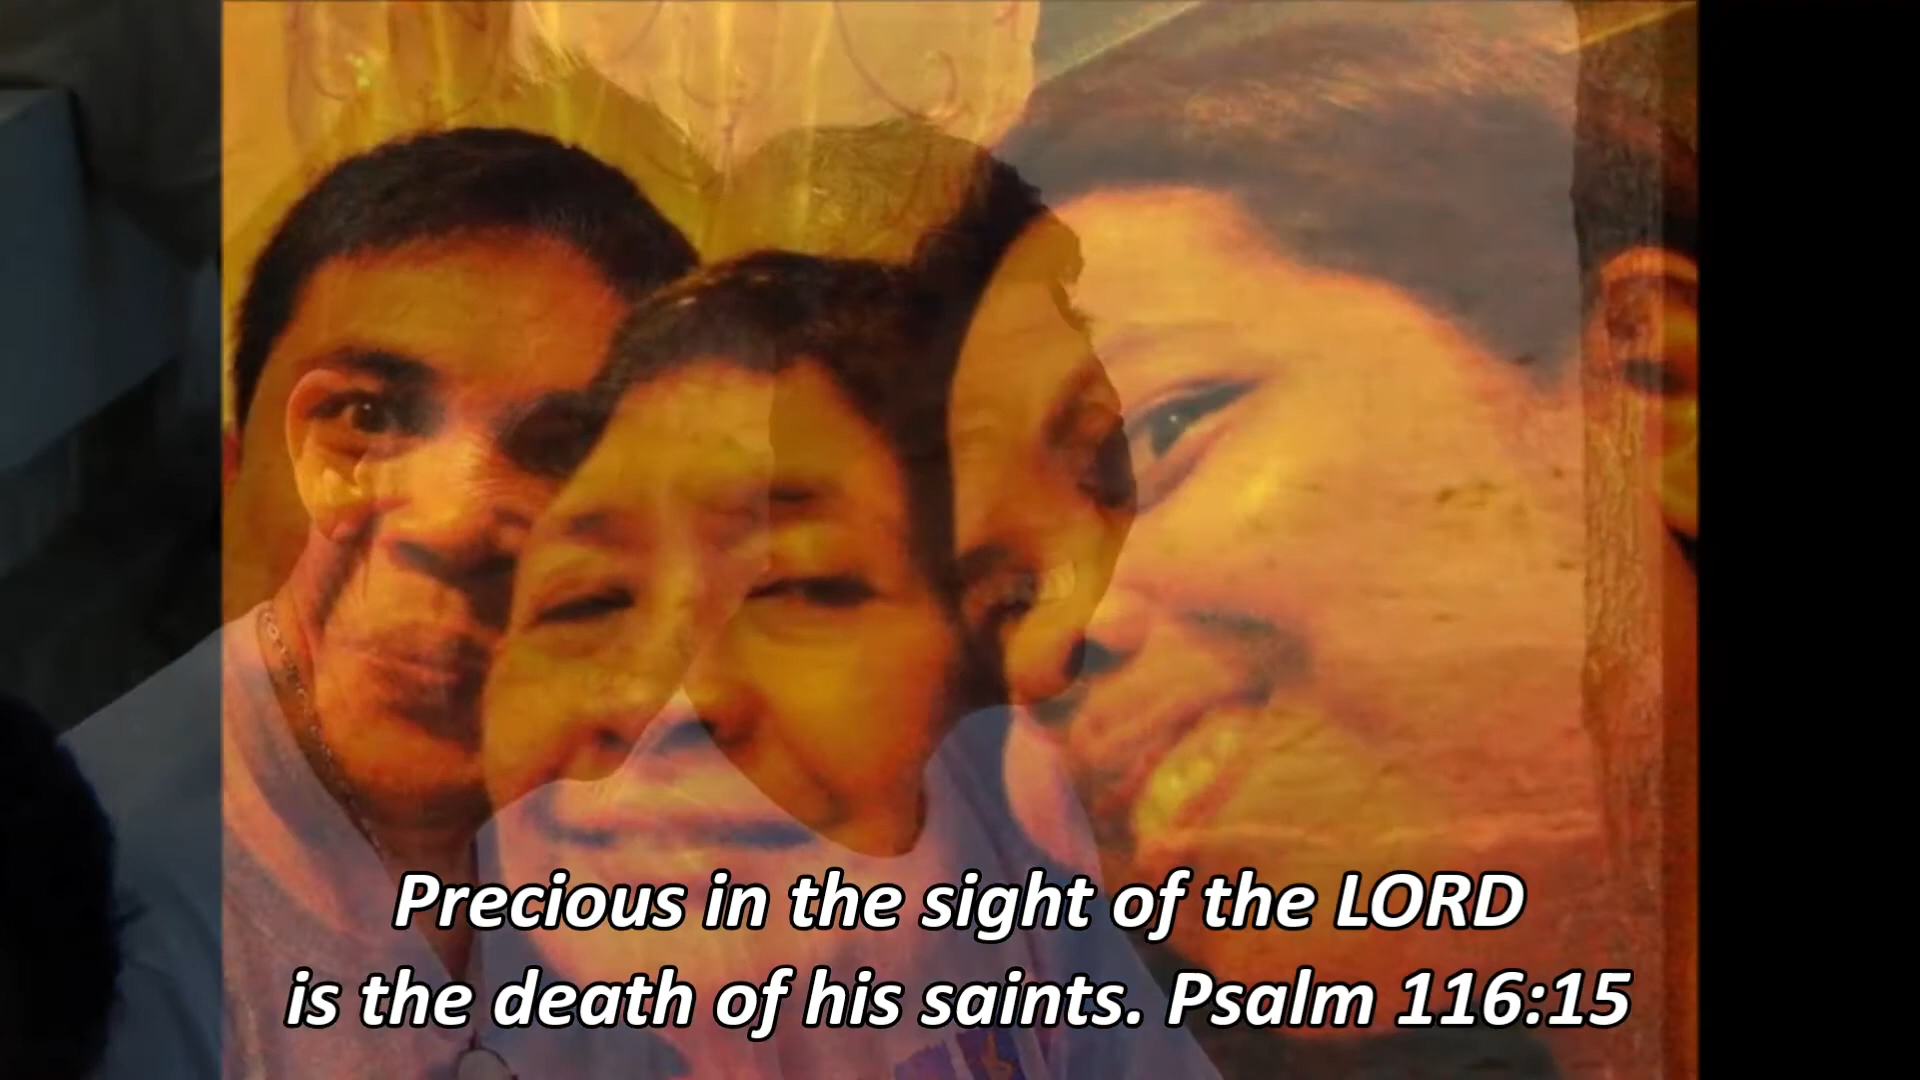 Precious in the sight of the LORD
is the death of his saints. Psalm 116:15